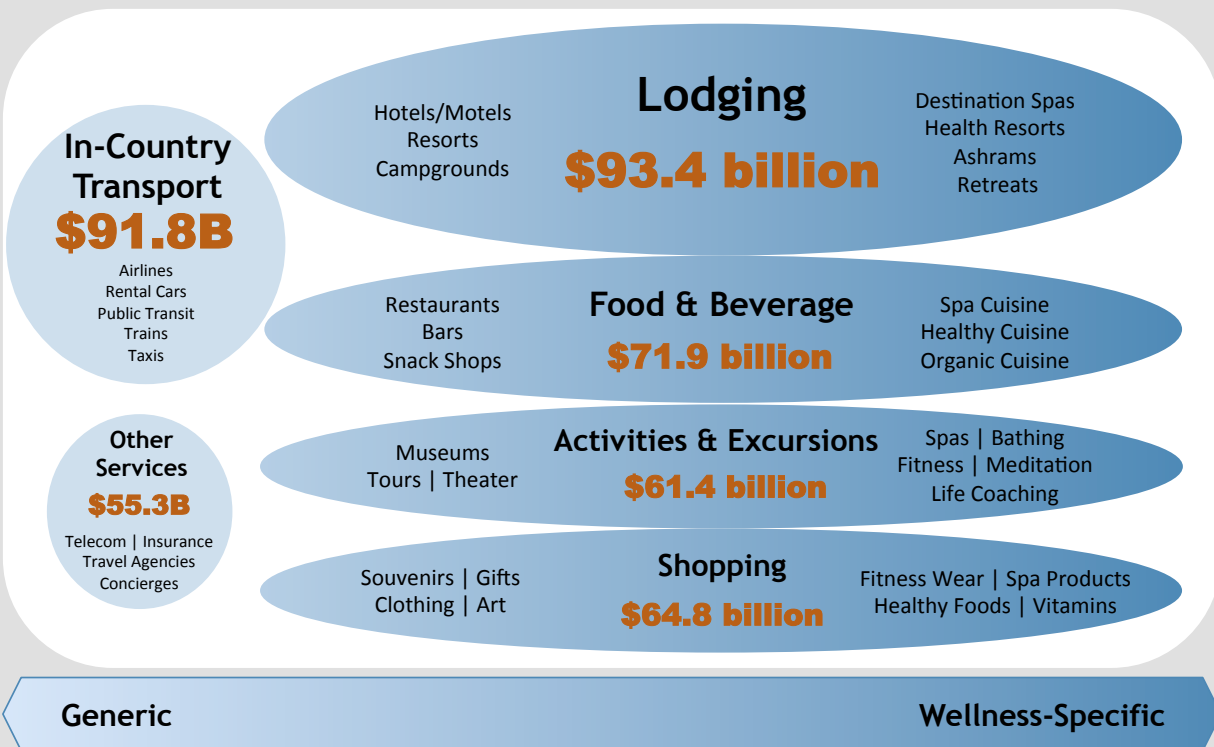 In-Country
Transport
$91.8B
Airlines
Rental Cars
Public Transit
Trains
Taxis
Other
Services
$55.3B
Telecom | Insurance
Travel Agencies
Concierges
Hotels/Motels
Resorts
Campgrounds
Lodging
$93.4 billion
Destination Spas
Health Resorts
Ashrams
Retreats
Restaurants
Bars
Snack Shops
Food & Beverage
$71.9 billion
Spa Cuisine
Healthy Cuisine
Organic Cuisine
Museums
Tours | Theater
Activities & Excursions
$61.4 billion
Spas | Bathing
Fitness | Meditation
Life Coaching
Souvenirs | Gifts
Clothing | Art
Shopping
$64.8 billion
Fitness Wear | Spa Products
Healthy Foods | Vitamins
Generic
Wellness-Specific